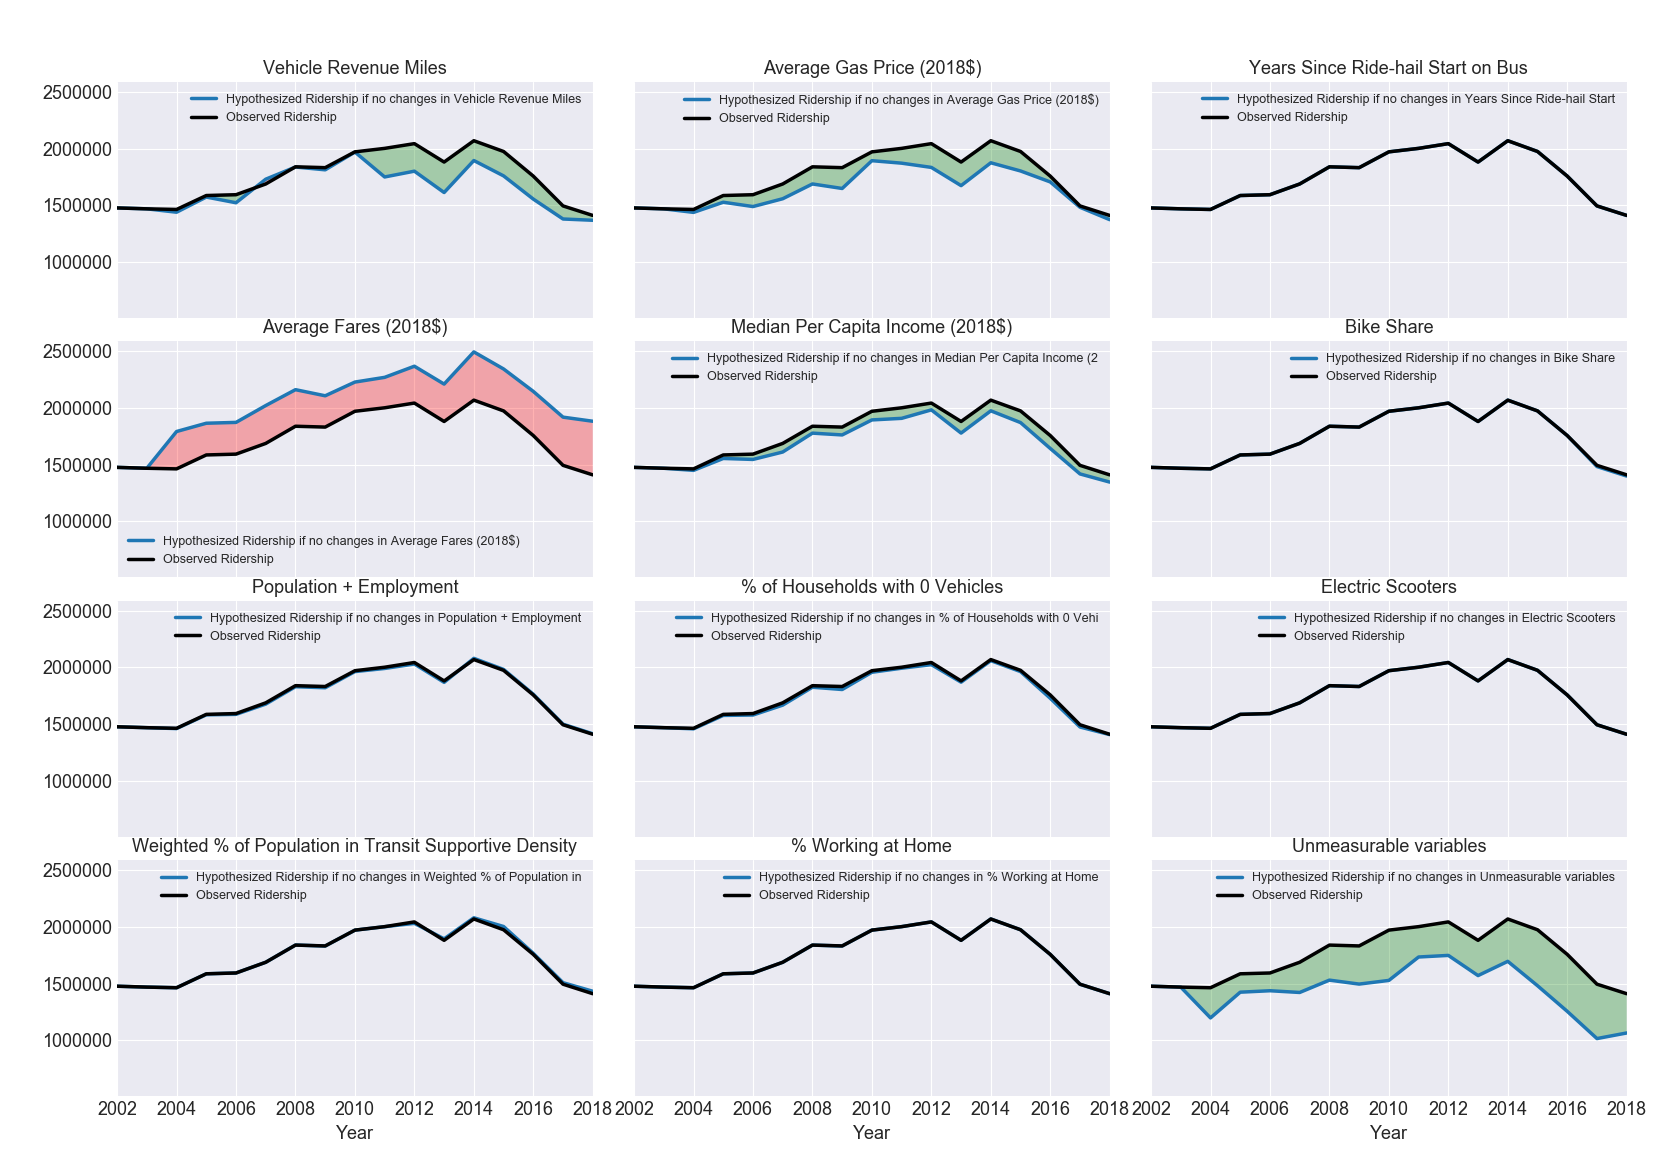 Vehicle Revenue Miles
2500000
2000000
1500000
1000000
Hypothesized Ridership if no changes in Vehicle Revenue Miles
Observed Ridership
Average Gas Price (2018$)
Hypothesized Ridership if no changes in Average Gas Price (2018$)
Observed Ridership
Years Since Ride-hail Start on Bus
Hypothesized Ridership if no changes in Years Since Ride-hail Start
Observed Ridership
Average Fares (2018$)
2500000
2000000
1500000
1000000
Hypothesized Ridership if no changes in Average Fares (2018$)
Observed Ridership
Median Per Capita Income (2018$)
Hypothesized Ridership if no changes in Median Per Capita Income (2
Observed Ridership
Bike Share
Hypothesized Ridership if no changes in Bike Share
Observed Ridership
Population + Employment
2500000
2000000
1500000
1000000
Hypothesized Ridership if no changes in Population + Employment
Observed Ridership
% of Households with 0 Vehicles
Hypothesized Ridership if no changes in % of Households with 0 Vehi
Observed Ridership
Electric Scooters
Hypothesized Ridership if no changes in Electric Scooters
Observed Ridership
Weighted % of Population in Transit Supportive Density
2500000
2000000
1500000
1000000
Hypothesized Ridership if no changes in Weighted % of Population in
Observed Ridership
2002 2004 2006 2008 2010 2012 2014 2016 2018
Year
% Working at Home
Hypothesized Ridership if no changes in % Working at Home
Observed Ridership
2002 2004 2006 2008 2010 2012 2014 2016 2018
Year
Unmeasurable variables
Hypothesized Ridership if no changes in Unmeasurable variables
Observed Ridership
2002 2004 2006 2008 2010 2012 2014 2016 2018
Year